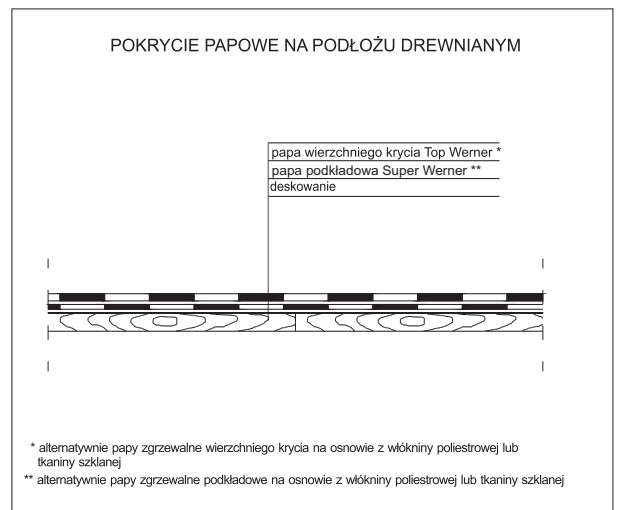 POKRYCIE PAPOWE NA PODŁOŻU DREWNIANYM
papa wierzchniego krycia Top Werner *
papa podkładowa Super Werner **
deskowanie
* alternatywnie papy zgrzewalne wierzchniego krycia na osnowie z włókniny poliestrowej lub
tkaniny szklanej
** alternatywnie papy zgrzewalne podkładowe na osnowie z włókniny poliestrowej lub tkaniny szklanej